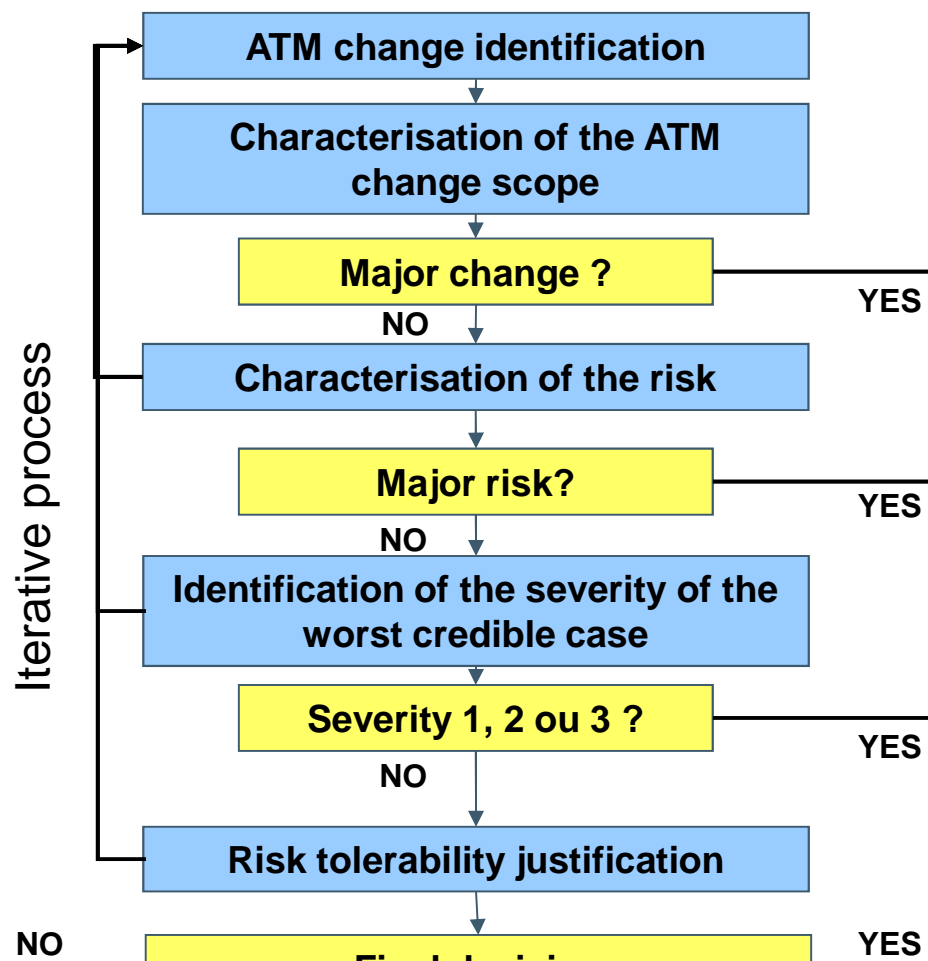 ATM change identification
Characterisation of the ATM
change scope
Major change ?
YES
NO
Characterisation of the risk
Iterative process
Major risk?
YES
NO
Identification of the severity of the
worst credible case
Severity 1, 2 ou 3 ?
YES
NO
Risk tolerability justification
NO
YES